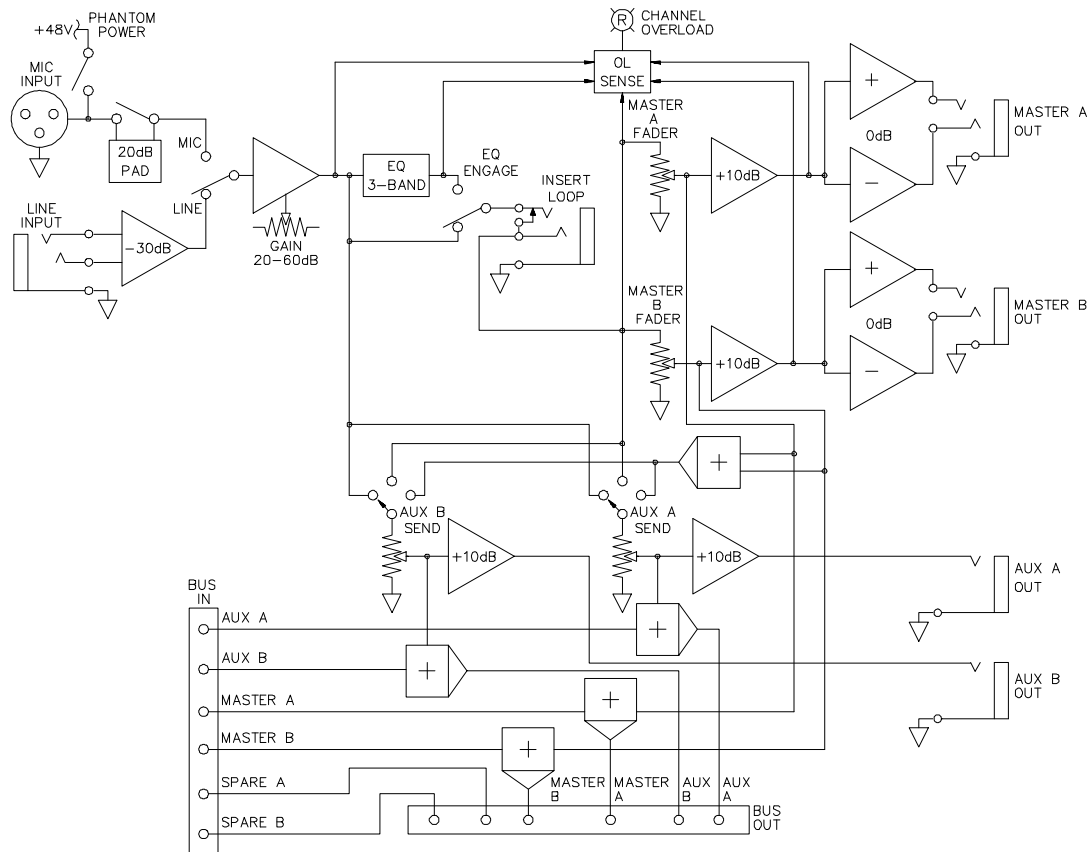 PHANTOM
POWER
+48V
MIC
INPUT
20dB
PAD
MIC
LINE
LINE
INPUT
-30dB
GAIN
20-60dB
EQ
3-BAND
EQ
ENGAGE
INSERT
LOOP
R
CHANNEL
OVERLOAD
OL
SENSE
MASTER
A
FADER
+10dB
+
0dB
-
MASTER A
OUT
MASTER
B
FADER
+10dB
+
0dB
-
MASTER B
OUT
+
AUX B
SEND
+10dB
AUX A
SEND
+10dB
AUX A
OUT
AUX B
OUT
BUS
IN
AUX A
+
AUX B
+
MASTER A
+
MASTER B
+
SPARE A
SPARE B
MASTER
B
MASTER
A
AUX
B
AUX
A
BUS
OUT